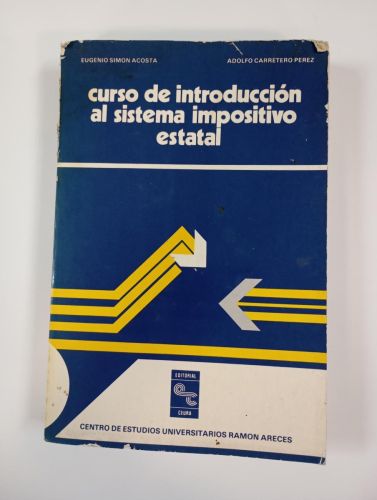 EUGENIO SIMON ACOSTA
ADOLFO CARRETERO PEREZ
curso de introducción
al sistema impositivo
estatal
EDITORIAL
CEURA
CENTRO DE ESTUDIOS UNIVERSITARIOS RAMON ARECES